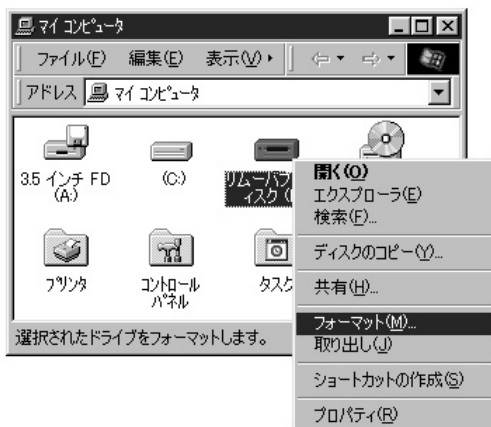 マイ コンピュータ
ファイル(F) 編集(E) 表示(V)
アドレス マイ コンピュータ
3.5 インチ FD
(A:)
(C:)
リムーバブル
ィスク (
プリンタ
コントロール
パネル
タスク
選択されたドライブをフォーマットします。
開く(O)
エクスプローラ(E)
検索(F)...
ディスクのコピー(Y)...
共有(H)...
フォーマット(M)...
取り出し(J)
ショートカットの作成(S)
プロパティ(R)